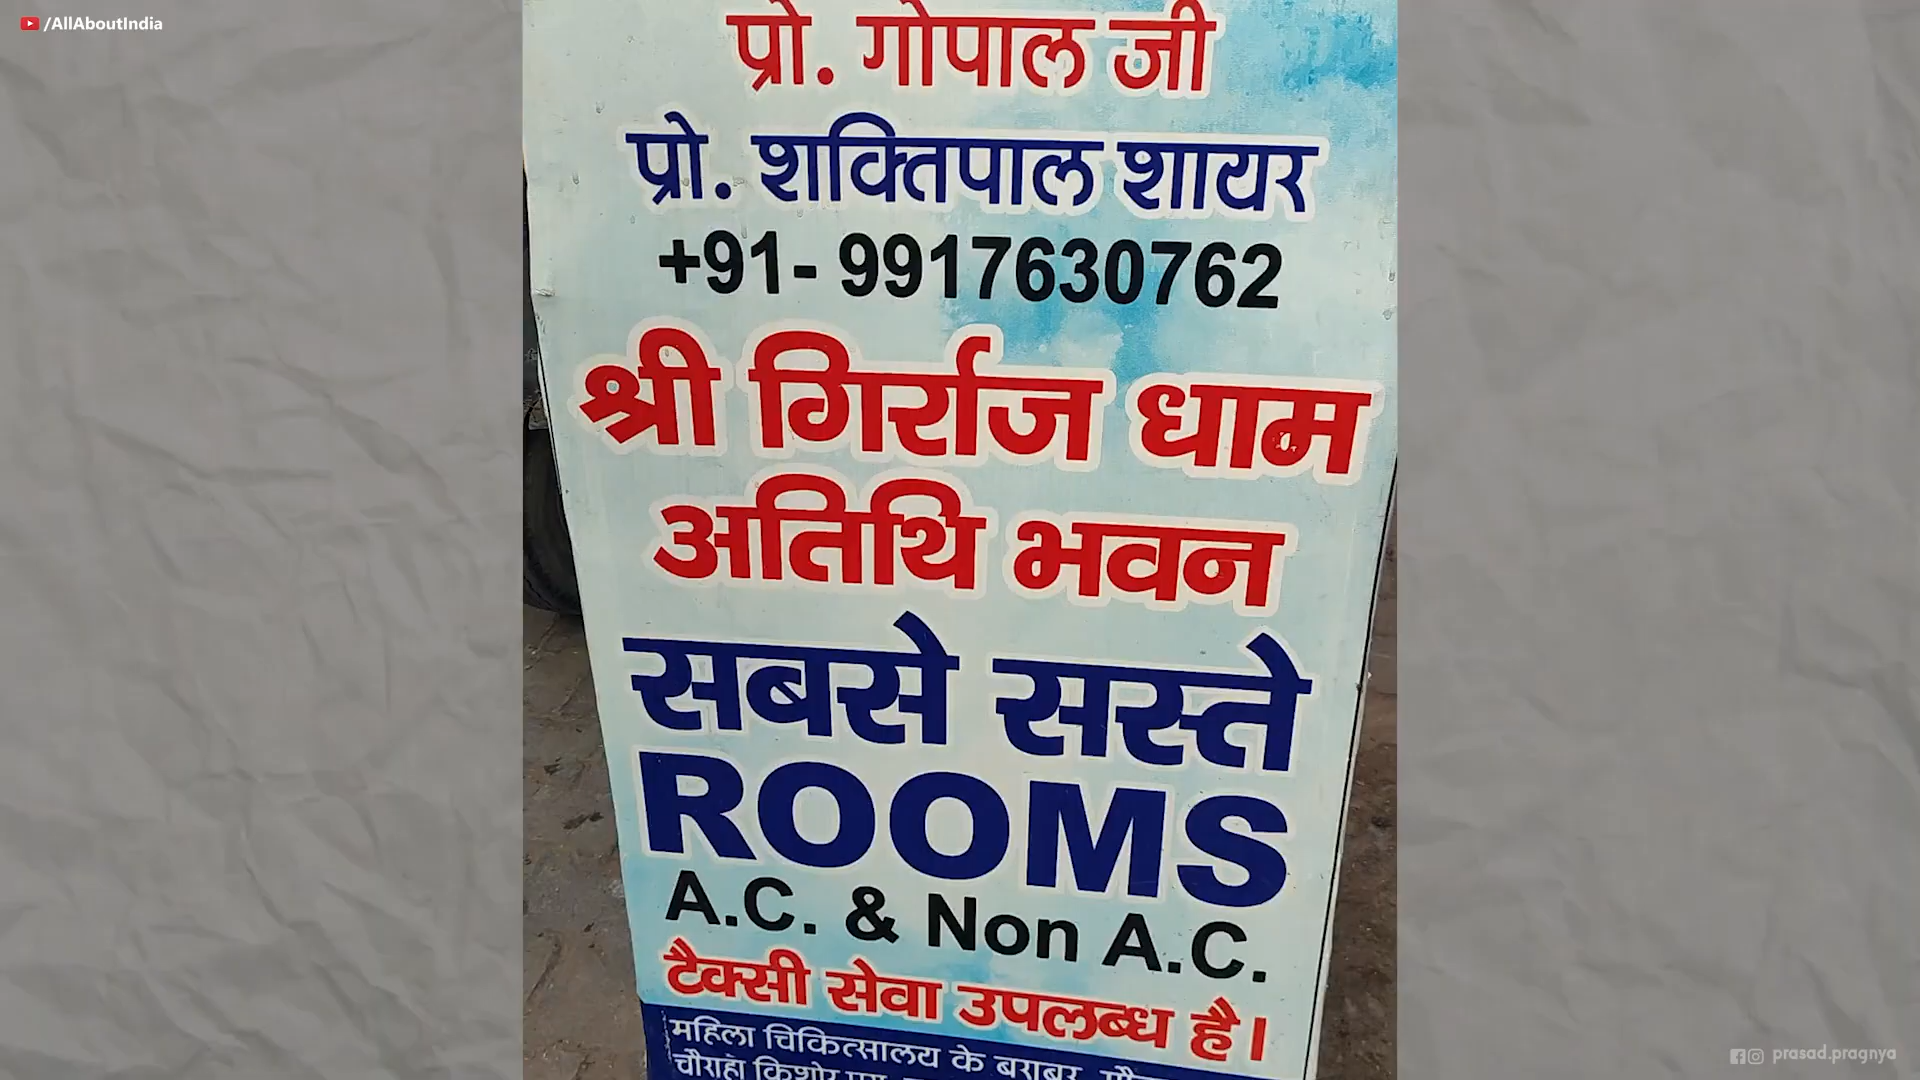 /AllAboutIndia
प्रो. गोपाल जी
प्रो. शक्तिपाल शायर
+91- 9917630762
श्री गिर्राज धाम
अतिथि भवन
सबसे सस्ते
ROOMS
A.C. & Non A.C.
टैक्सी सेवा उपलब्ध है।
महिला चिकित्सालय के बराबर,
चौराहा किशोर
prasad.pragnya